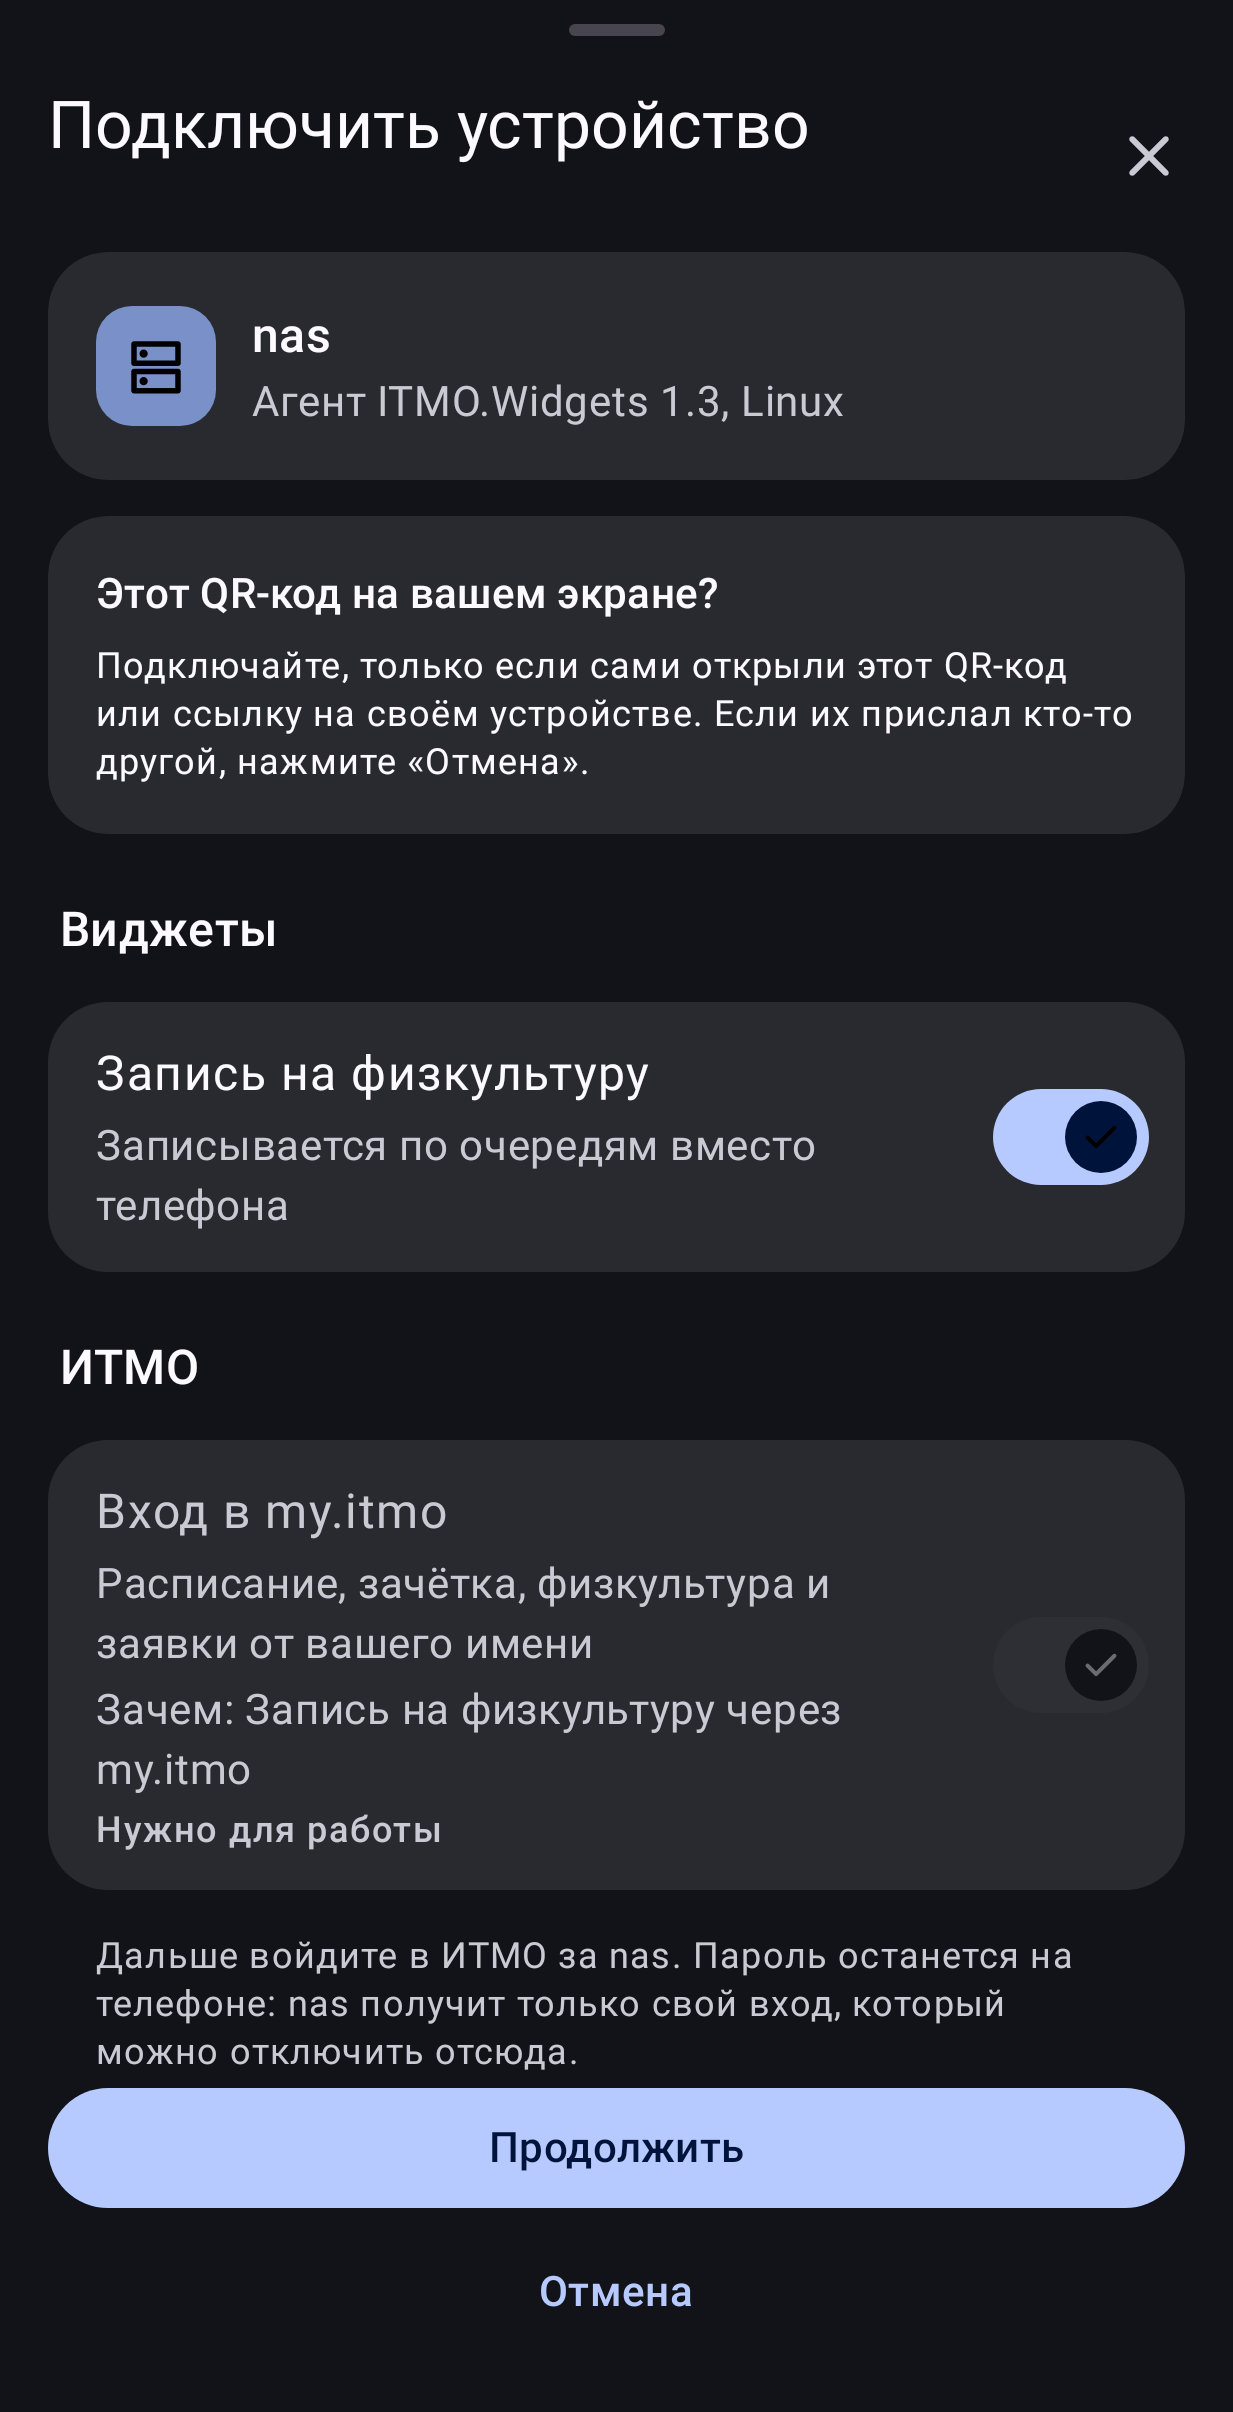 Подключить устройство
nas
Агент ITMO.Widgets 1.3, Linux
Этот QR-код на вашем экране?
Подключайте, только если сами открыли этот QR-код
или ссылку на своём устройстве. Если их прислал кто-то
другой, нажмите «Отмена».
Виджеты
Запись на физкультуру
Записывается по очередям вместо
телефона
ИТМО
Вход в my.itmo
Расписание, зачётка, физкультура и
заявки от вашего имени
Зачем: Запись на физкультуру через
my.itmo
Нужно для работы
Дальше войдите в ИТМО за nas. Пароль останется на
телефоне: nas получит только свой вход, который
можно отключить отсюда.
Продолжить
Отмена